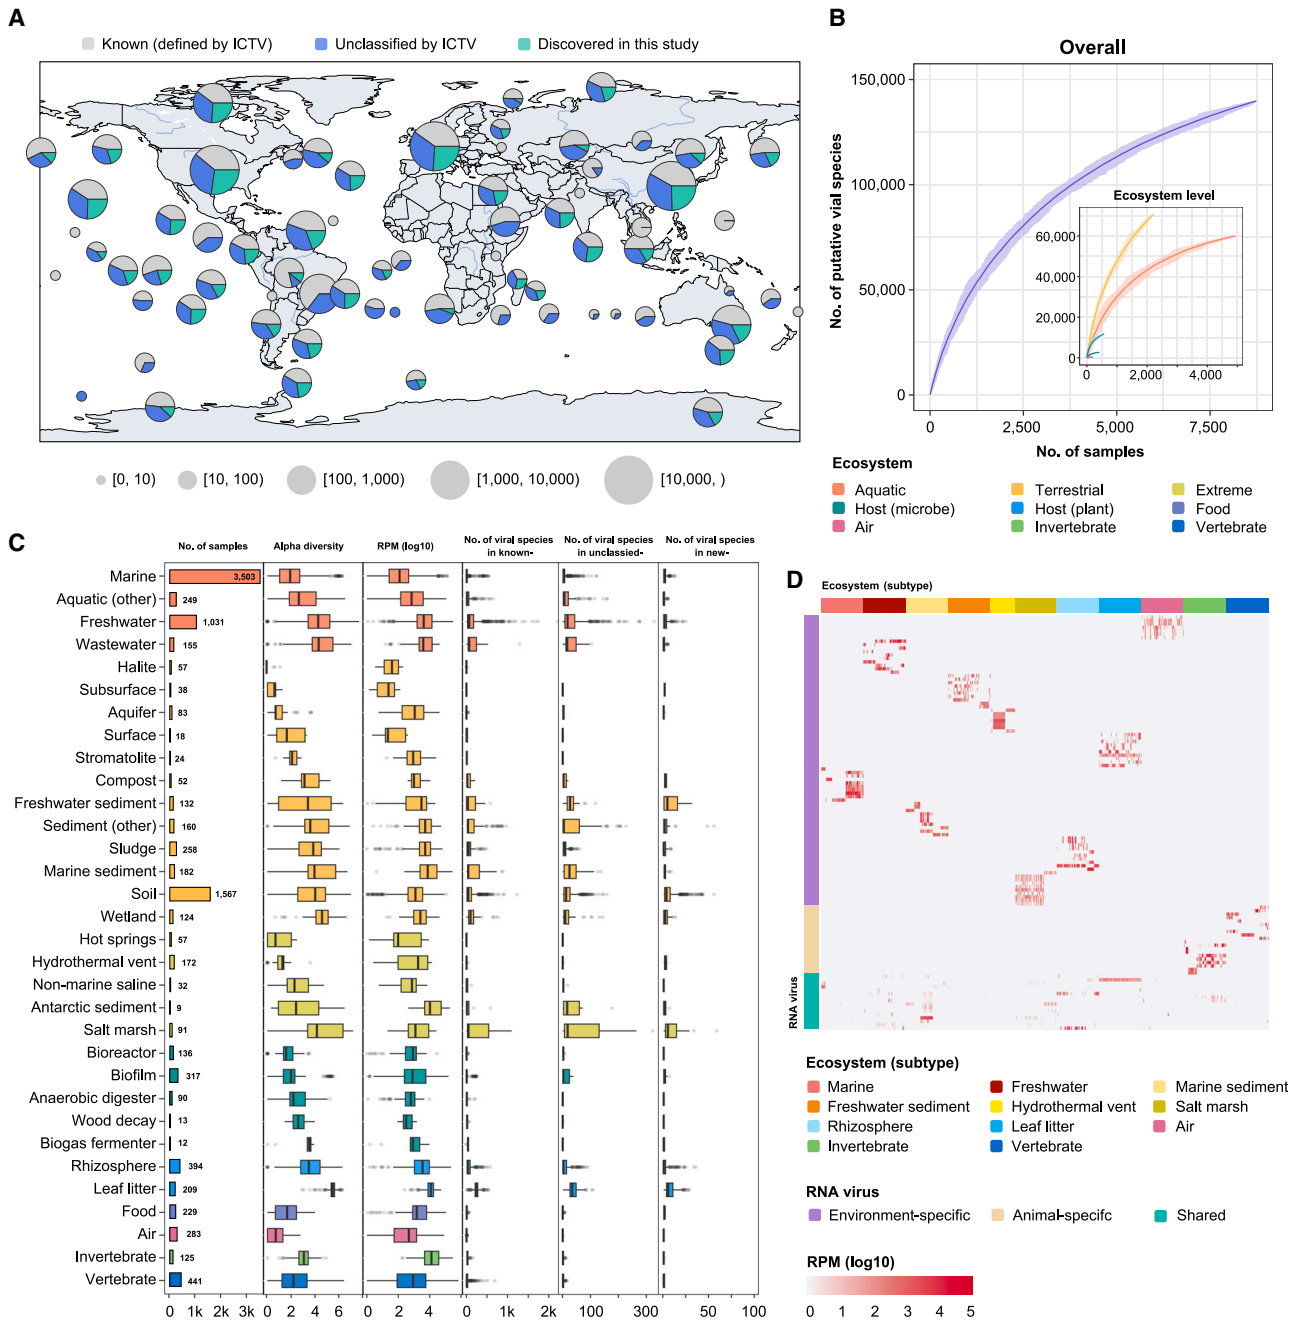 A
Known (defined by ICTV)
Unclassified by ICTV
Discovered in this study
[0, 10)
[10, 100)
[100, 1,000)
[1,000, 10,000)
[10,000, )
B
Overall
No. of putative vial species
150,000
100,000
50,000
0
Ecosystem level
60,000
40,000
20,000
0
0
2,000
4,000
0
2,500
5,000
7,500
No. of samples
Ecosystem
Aquatic
Terrestrial
Extreme
Host (microbe)
Host (plant)
Food
Air
Invertebrate
Vertebrate
C
No. of samples
Alpha diversity
RPM (log10)
No. of viral species in known-
No. of viral species in unclassied-
No. of viral species in new-
Marine 3,503
Aquatic (other) 249
Freshwater 1,031
Wastewater 155
Halite 57
Subsurface 38
Aquifer 83
Surface 18
Stromatolite 24
Compost 52
Freshwater sediment 132
Sediment (other) 160
Sludge 258
Marine sediment 182
Soil 1,567
Wetland 124
Hot springs 57
Hydrothermal vent 172
Non-marine saline 32
Antarctic sediment 9
Salt marsh 91
Bioreactor 136
Biofilm 317
Anaerobic digester 90
Wood decay 13
Biogas fermenter 12
Rhizosphere 394
Leaf litter 209
Food 229
Air 283
Invertebrate 125
Vertebrate 441
0 1k 2k 3k
0 2 4 6
0 2 4
0 1k 2k
0 100 300
0 50 100
D
Ecosystem (subtype)
RNA virus
Ecosystem (subtype)
Marine
Freshwater
Marine sediment
Freshwater sediment
Hydrothermal vent
Salt marsh
Rhizosphere
Leaf litter
Air
Invertebrate
Vertebrate
RNA virus
Environment-specific
Animal-specifc
Shared
RPM (log10)
0 1 2 3 4 5